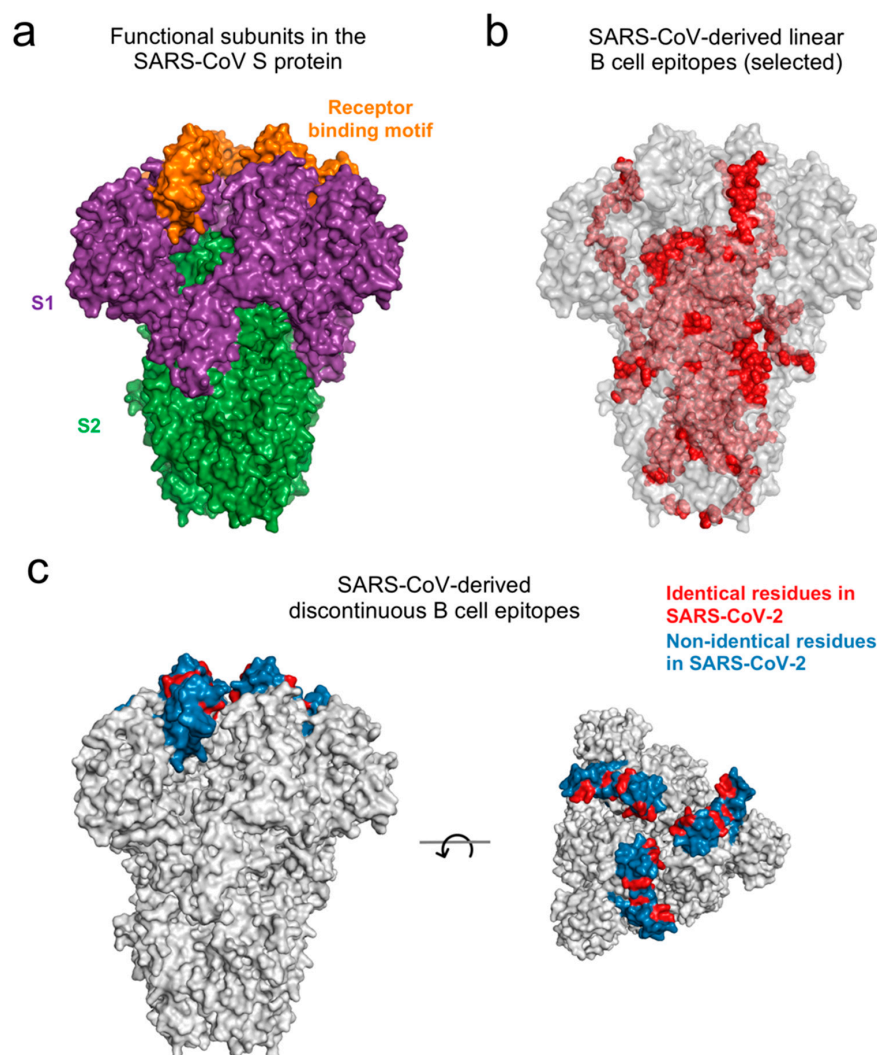 a
Functional subunits in the
SARS-CoV S protein
Receptor
binding motif
S1
S2
b
SARS-CoV-derived linear
B cell epitopes (selected)
c
SARS-CoV-derived
discontinuous B cell epitopes
Identical residues in
SARS-CoV-2
Non-identical residues
in SARS-CoV-2